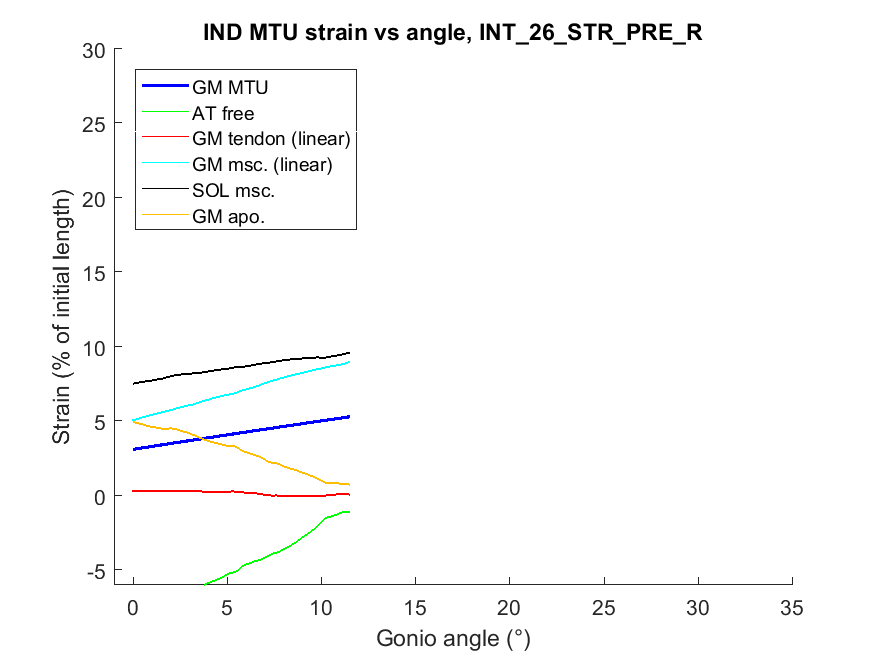 IND MTU strain vs angle, INT_26_STR_PRE_R
30
25
20
15
10
5
0
-5
Strain (% of initial length)
GM MTU
AT free
GM tendon (linear)
GM msc. (linear)
SOL msc.
GM apo.
0 5 10 15 20 25 30 35
Gonio angle (°)